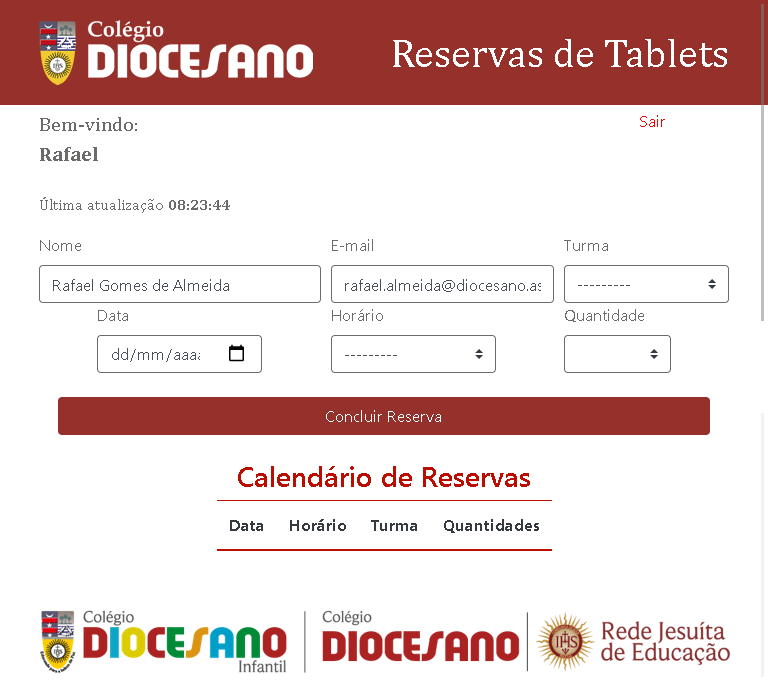 Colégio
DIOCESANO
Reservas de Tablets
Bem-vindo:
Sair
Rafael
Última atualização 08:23:44
Nome
E-mail
Turma
Rafael Gomes de Almeida
rafael.almeida@diocesano.as
---------
Data
Horário
Quantidade
dd/mm/aaaa
---------
Concluir Reserva
Calendário de Reservas
Data Horário Turma Quantidades
Colégio
DIOCESANO
Infantil
Colégio
DIOCESANO
IHS
Rede Jesuíta
de Educação